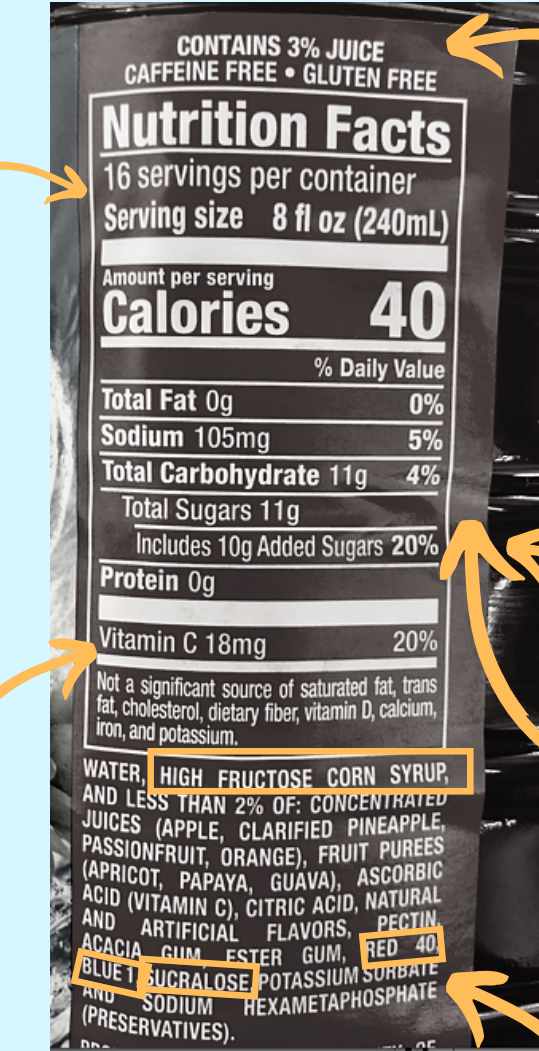 CONTAINS 3% JUICE
CAFFEINE FREE • GLUTEN FREE
Nutrition Facts
16 servings per container
Serving size 8 fl oz (240mL)
Amount per serving
Calories 40
% Daily Value
Total Fat 0g 0%
Sodium 105mg 5%
Total Carbohydrate 11g 4%
Total Sugars 11g
Includes 10g Added Sugars 20%
Protein 0g
Vitamin C 18mg 20%
Not a significant source of saturated fat, trans
fat, cholesterol, dietary fiber, vitamin D, calcium,
iron, and potassium.
WATER, HIGH FRUCTOSE CORN SYRUP,
AND LESS THAN 2% OF: CONCENTRATED
JUICES (APPLE, CLARIFIED PINEAPPLE,
PASSIONFRUIT, ORANGE), FRUIT PUREES
(APRICOT, PAPAYA, GUAVA), ASCORBIC
ACID (VITAMIN C), CITRIC ACID, NATURAL
AND ARTIFICIAL FLAVORS, PECTIN,
ACACIA GUM, ESTER GUM, RED 40,
BLUE 1, SUCRALOSE, POTASSIUM SORBATE
AND SODIUM HEXAMETAPHOSPHATE
(PRESERVATIVES).